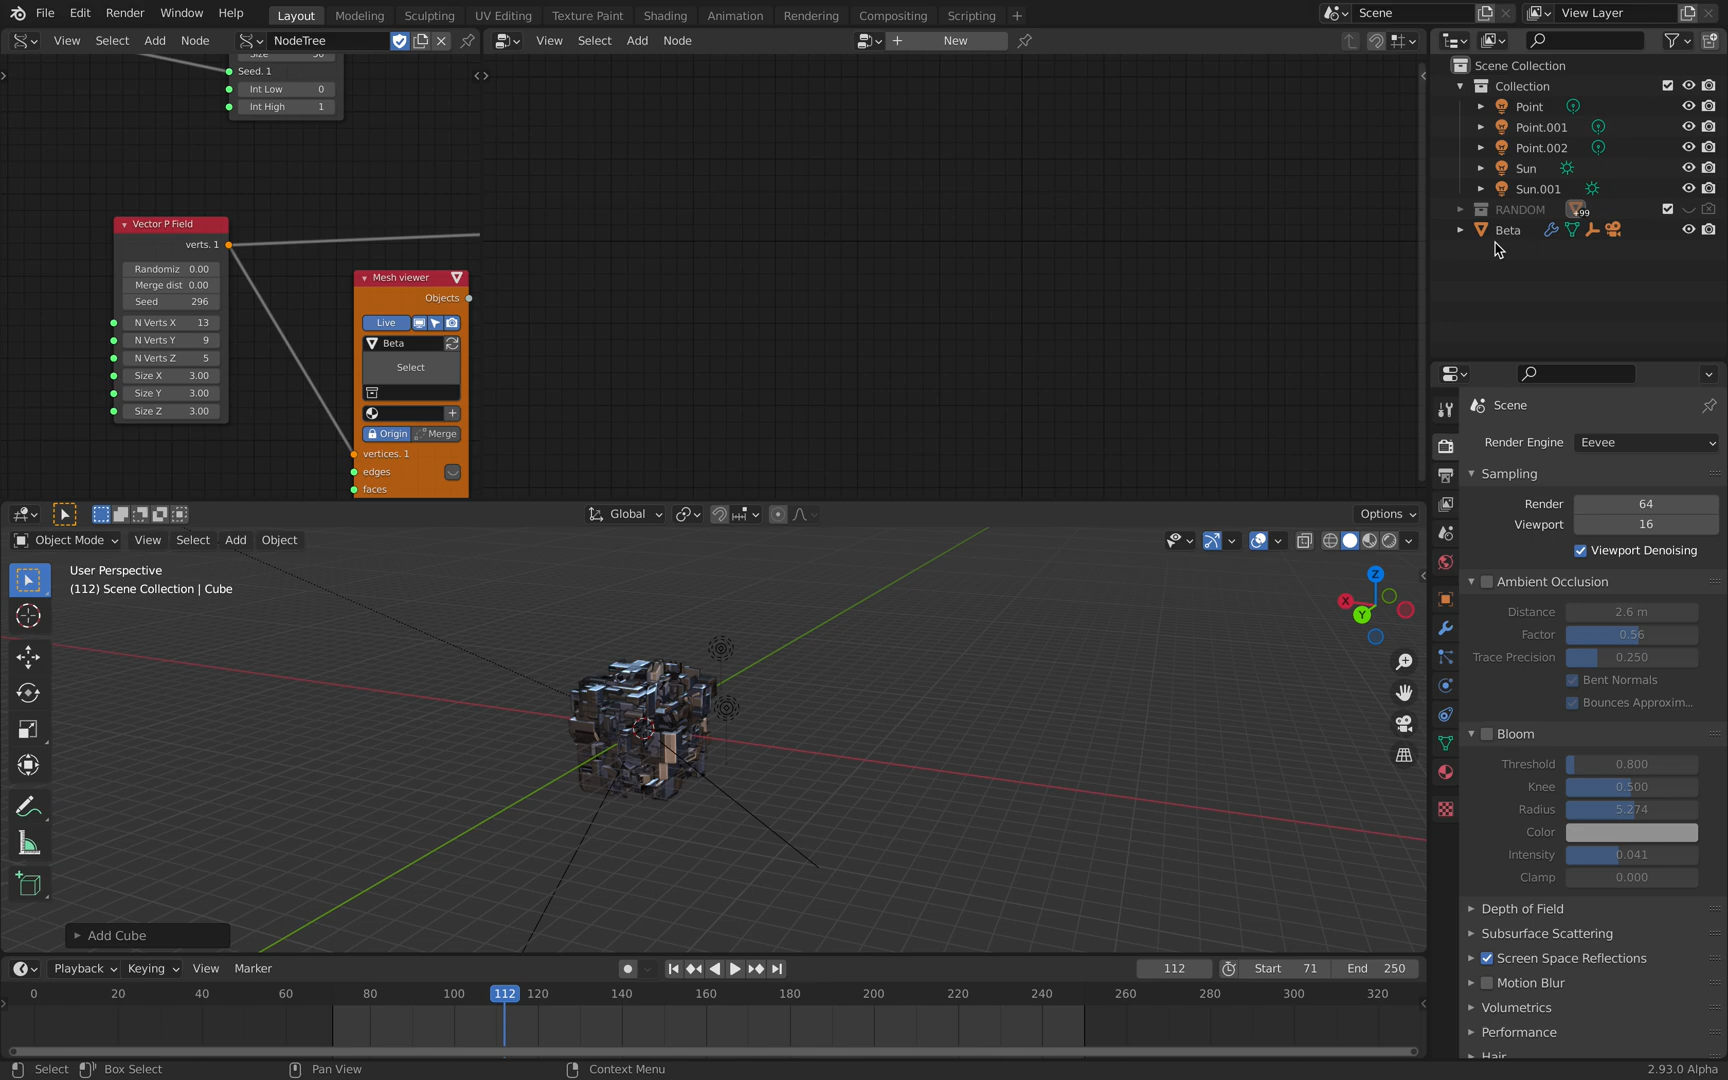 File Edit Render Window Help Layout Modeling Sculpting UV Editing Texture Paint Shading Animation Rendering Compositing Scripting + Scene View Layer
View Select Add Node NodeTree View Select Add Node New
Seed. 1
Int Low 0
Int High 1
Vector P Field
verts. 1
Randomiz 0.00
Merge dist 0.00
Seed 296
N Verts X 13
N Verts Y 9
N Verts Z 5
Size X 3.00
Size Y 3.00
Size Z 3.00
Mesh viewer
Objects
Live
Beta
Select
Origin Merge
vertices. 1
edges
faces
Global Options
Object Mode View Select Add Object
User Perspective
(112) Scene Collection | Cube
Z
X
Y
Add Cube
Playback Keying View Marker 112 Start 71 End 250
0 20 40 60 80 100 112 120 140 160 180 200 220 240 260 280 300 320
Select Box Select Pan View Context Menu 2.93.0 Alpha
Scene Collection
Collection
Point
Point.001
Point.002
Sun
Sun.001
RANDOM +99
Beta
Scene
Render Engine Eevee
Sampling
Render 64
Viewport 16
Viewport Denoising
Ambient Occlusion
Distance 2.6 m
Factor 0.56
Trace Precision 0.250
Bent Normals
Bounces Approxim...
Bloom
Threshold 0.800
Knee 0.500
Radius 5.274
Color
Intensity 0.041
Clamp 0.000
Depth of Field
Subsurface Scattering
Screen Space Reflections
Motion Blur
Volumetrics
Performance
Hair